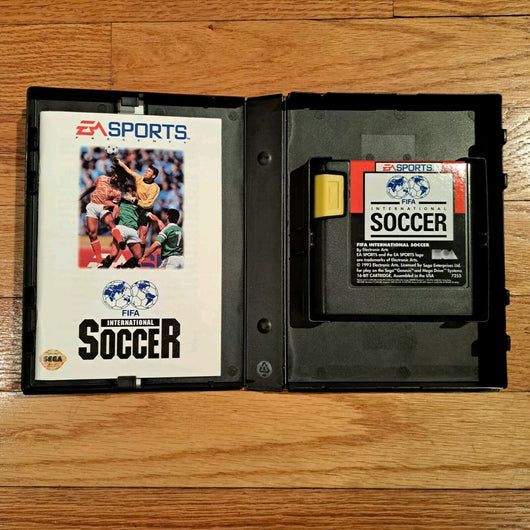 EA SPORTS
PRESENTS
FIFA
INTERNATIONAL
SOCCER
SEGA
EA SPORTS
FIFA
INTERNATIONAL
SOCCER
FIFA INTERNATIONAL SOCCER
By Electronic Arts.
EA SPORTS and the EA SPORTS logo
are trademarks of Electronic Arts.
© 1993 Electronic Arts. Licensed by Sega Enterprises Ltd.
for play on the Sega™ Genesis™ and Mega Drive™ Systems.
16-BIT CARTRIDGE, Assembled in the USA 7255